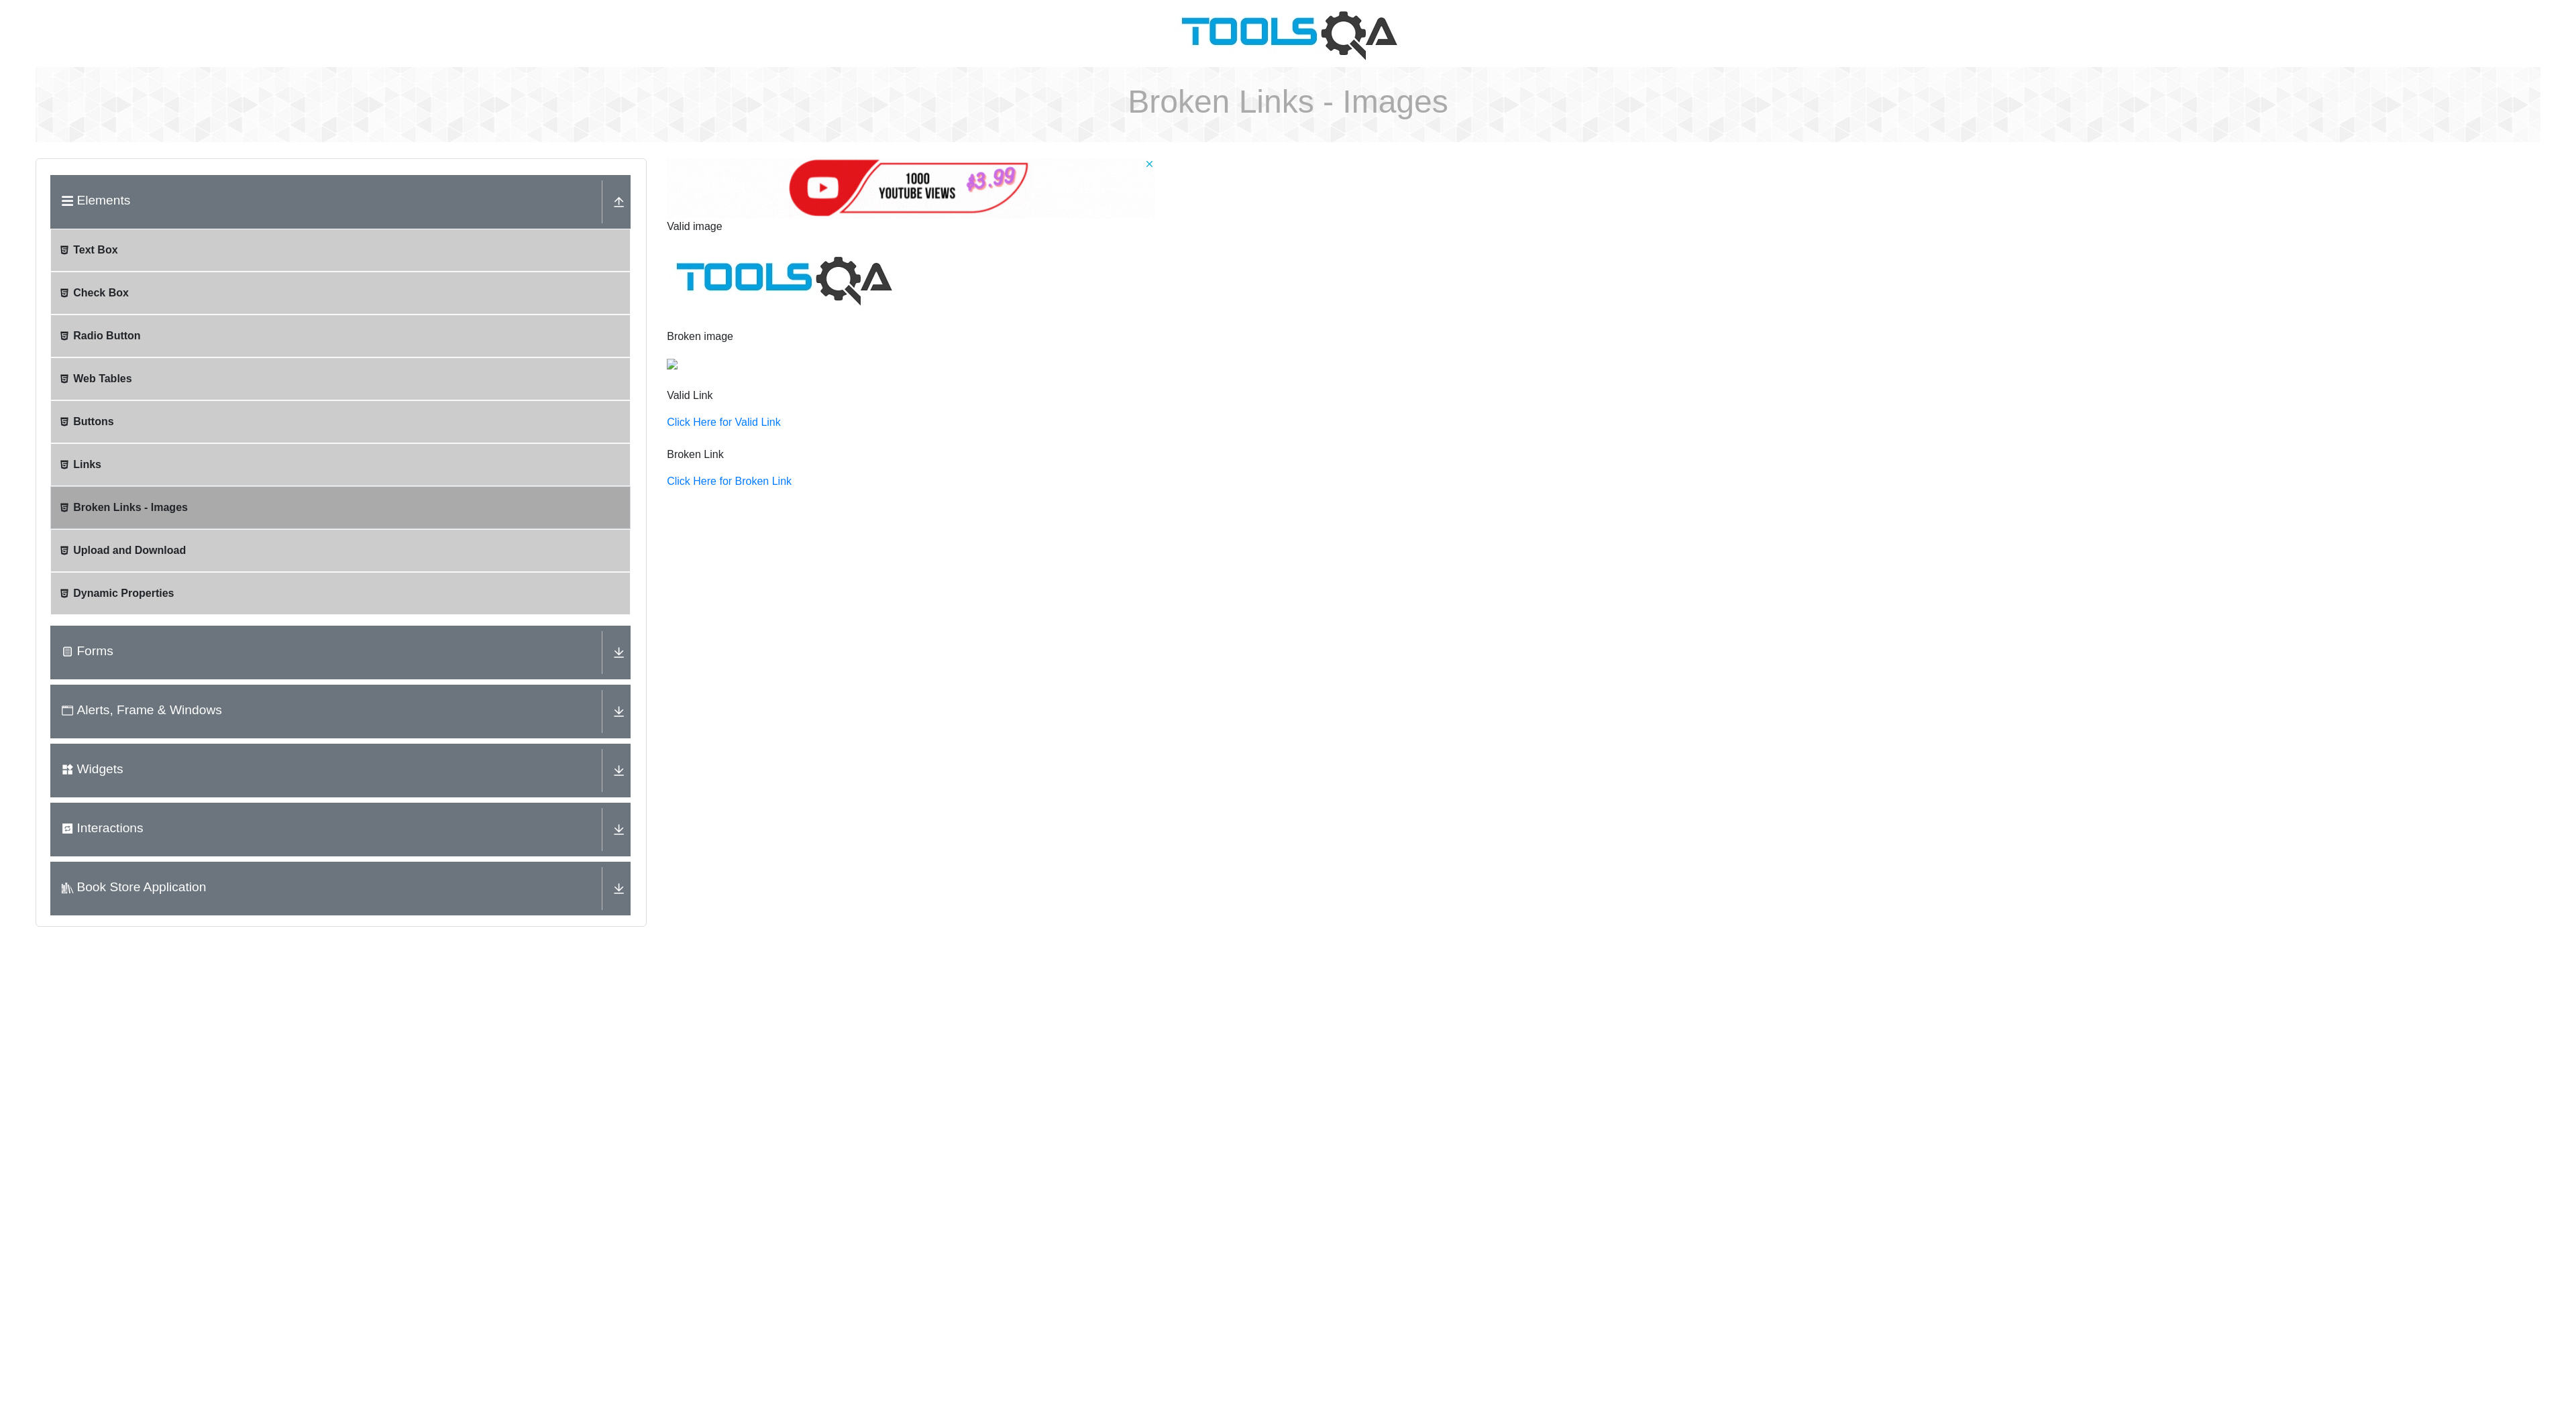 TOOLSQA
Broken Links - Images
Elements
Text Box
Check Box
Radio Button
Web Tables
Buttons
Links
Broken Links - Images
Upload and Download
Dynamic Properties
Forms
Alerts, Frame & Windows
Widgets
Interactions
Book Store Application
1000
YOUTUBE VIEWS
$3.99
Valid image
TOOLSQA
Broken image
Valid Link
Click Here for Valid Link
Broken Link
Click Here for Broken Link